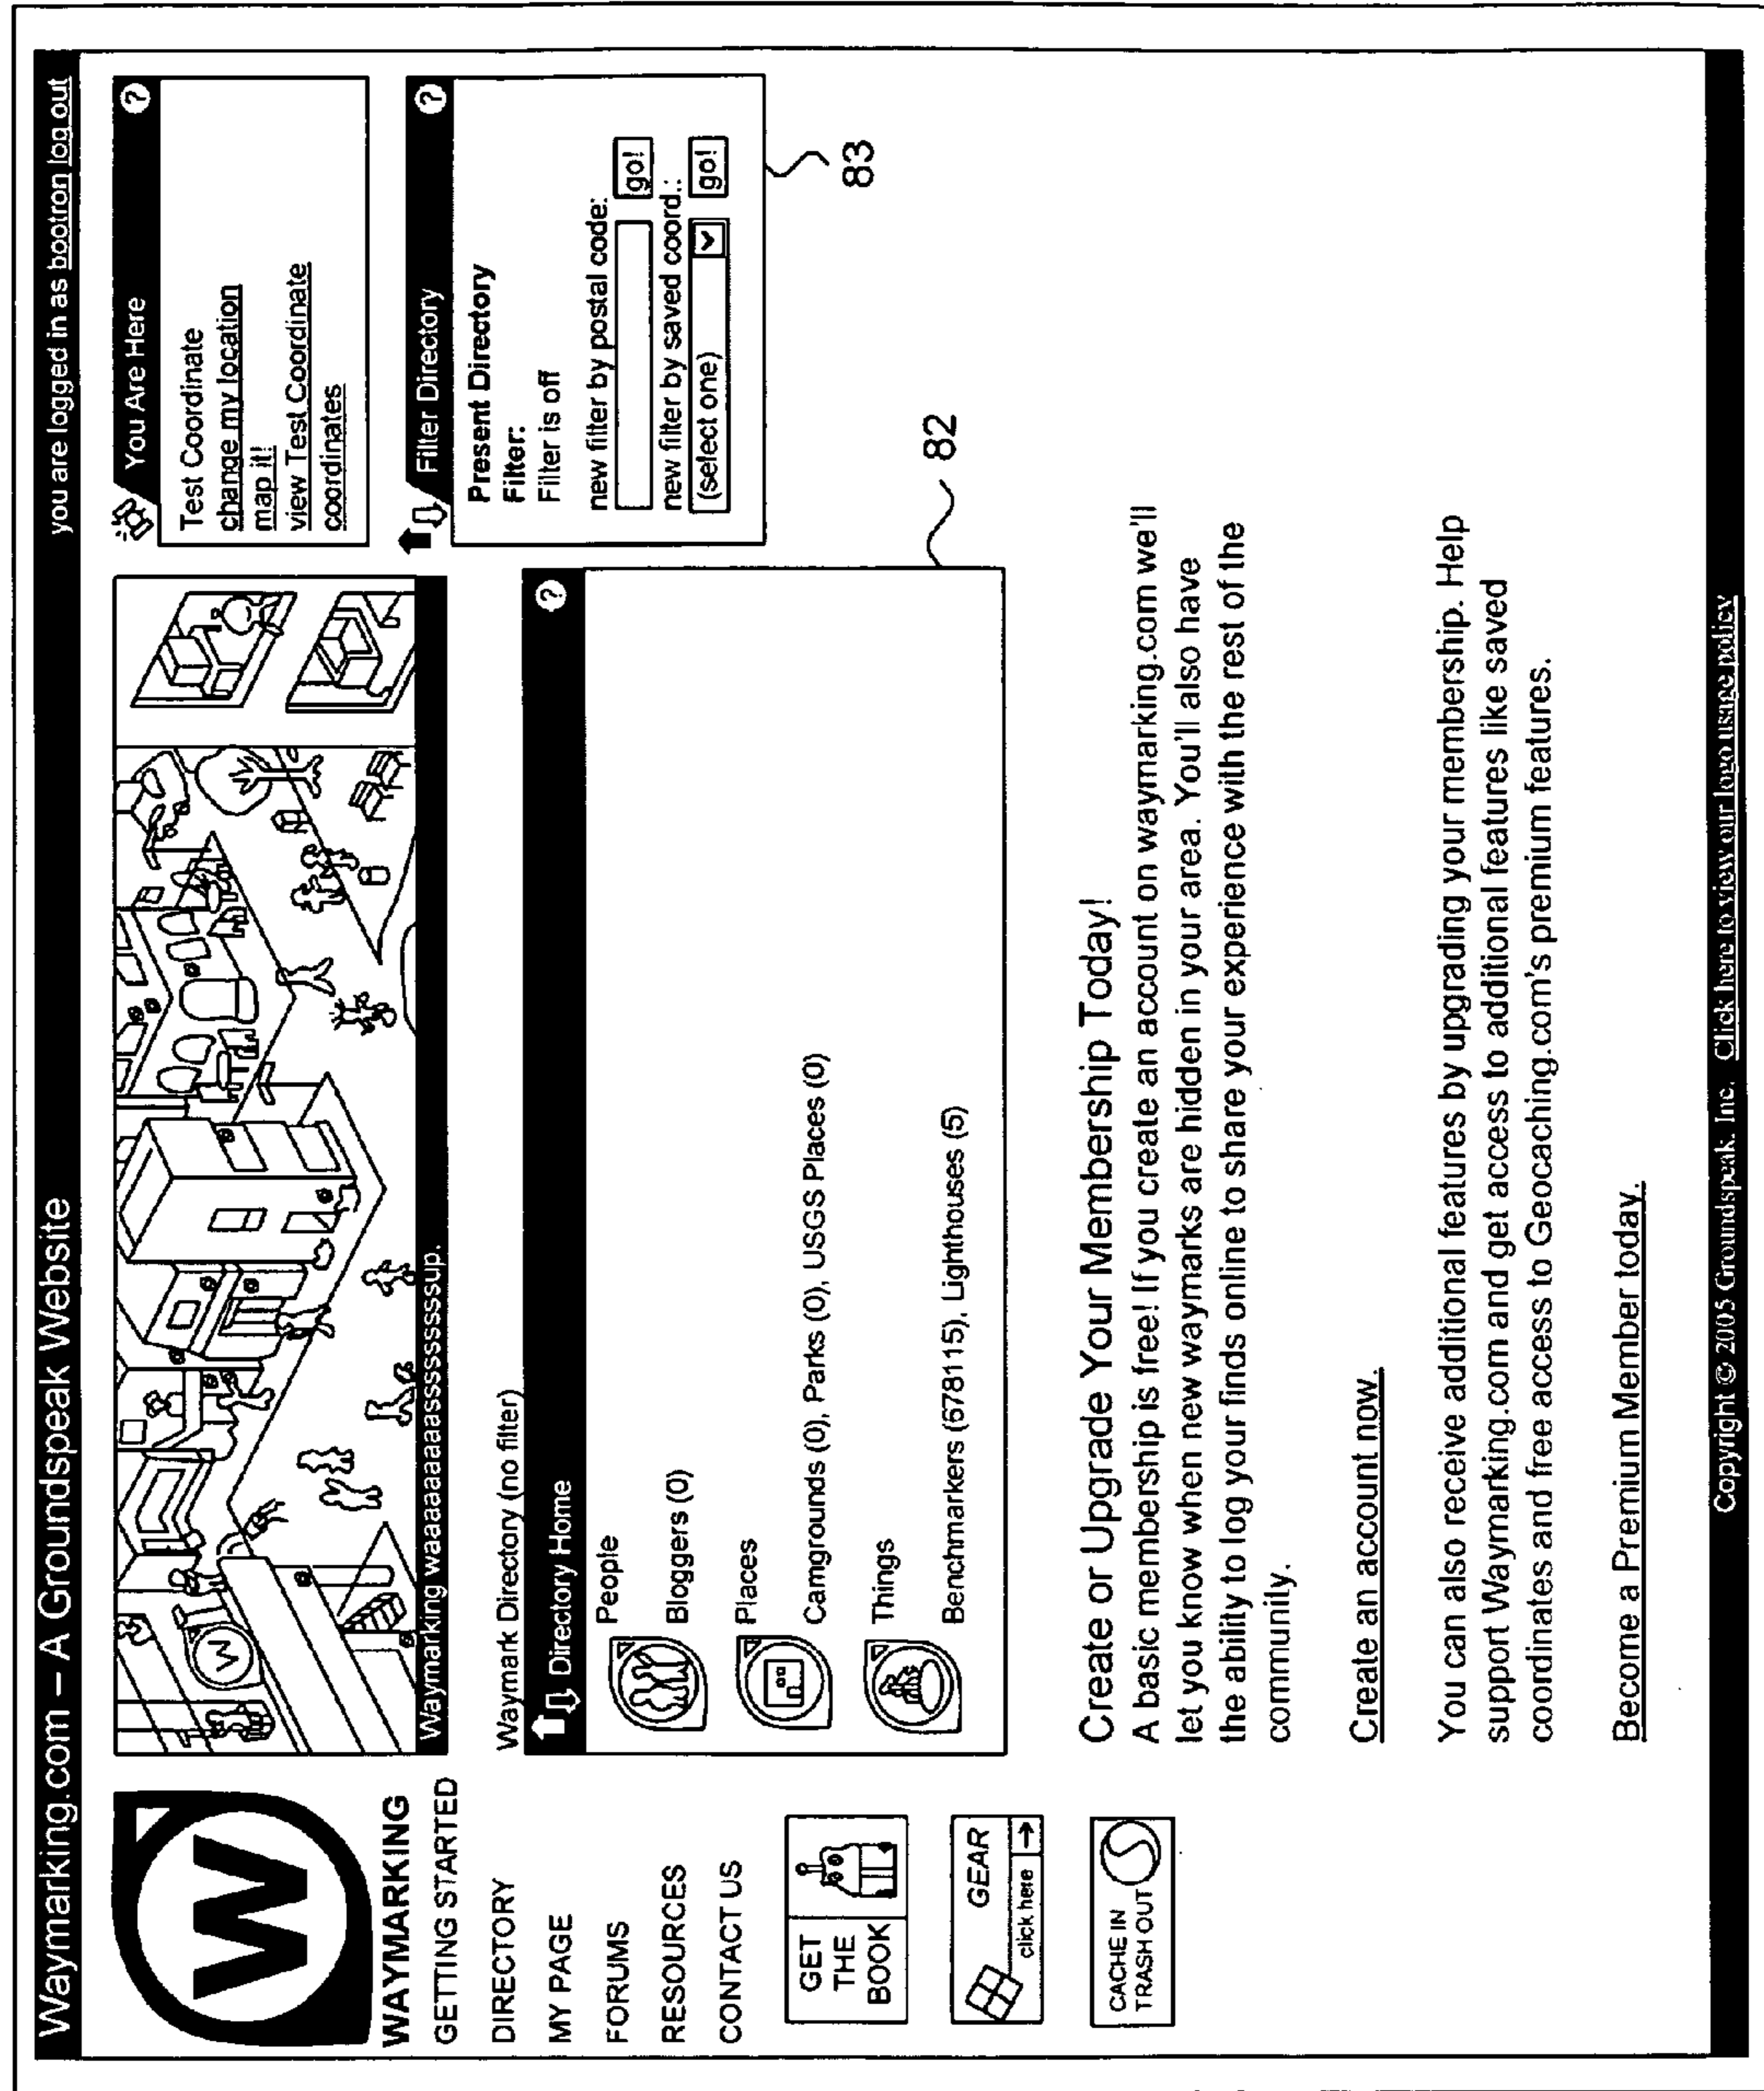 Waymarking.com – A Groundspeak Website
you are logged in as bootron log out
W
WAYMARKING
GETTING STARTED
DIRECTORY
MY PAGE
FORUMS
RESOURCES
CONTACT US
GET
THE
BOOK
GEAR
click here →
CACHE IN
TRASH OUT
W
Waymarking waaaaaaaaassssssssssup.
Waymark Directory (no filter)
Directory Home
?
People
Bloggers (0)
Places
Campgrounds (0), Parks (0), USGS Places (0)
Things
Benchmarkers (678115), Lighthouses (5)
82
You Are Here
?
Test Coordinate
change my location
map it!
view Test Coordinate
coordinates
Filter Directory
?
Present Directory
Filter:
Filter is off
new filter by postal code:
go!
new filter by saved coord.:
(select one)
go!
83
Create or Upgrade Your Membership Today!
A basic membership is free! If you create an account on waymarking.com we'll
let you know when new waymarks are hidden in your area. You'll also have
the ability to log your finds online to share your experience with the rest of the
community.
Create an account now.
You can also receive additional features by upgrading your membership. Help
support Waymarking.com and get access to additional features like saved
coordinates and free access to Geocaching.com's premium features.
Become a Premium Member today.
Copyright © 2005 Groundspeak. Inc. Click here to view our logo usage policy